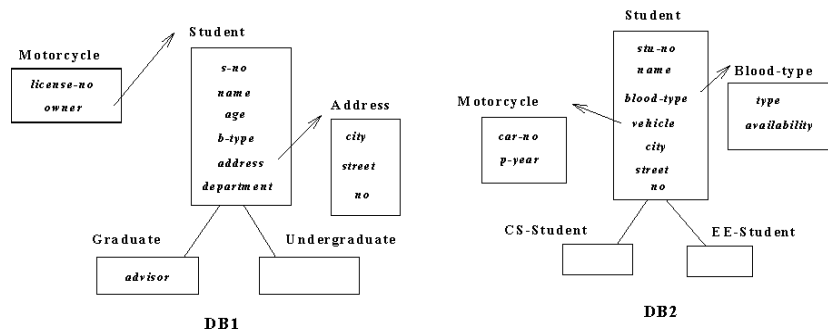 Student
Motorcycle
license-no
owner
s-no
name
age
b-type
address
department
Address
city
street
no
Graduate
advisor
Undergraduate
DB1
Student
stu-no
name
blood-type
vehicle
city
street
no
Blood-type
type
availability
Motorcycle
car-no
p-year
CS-Student
EE-Student
DB2